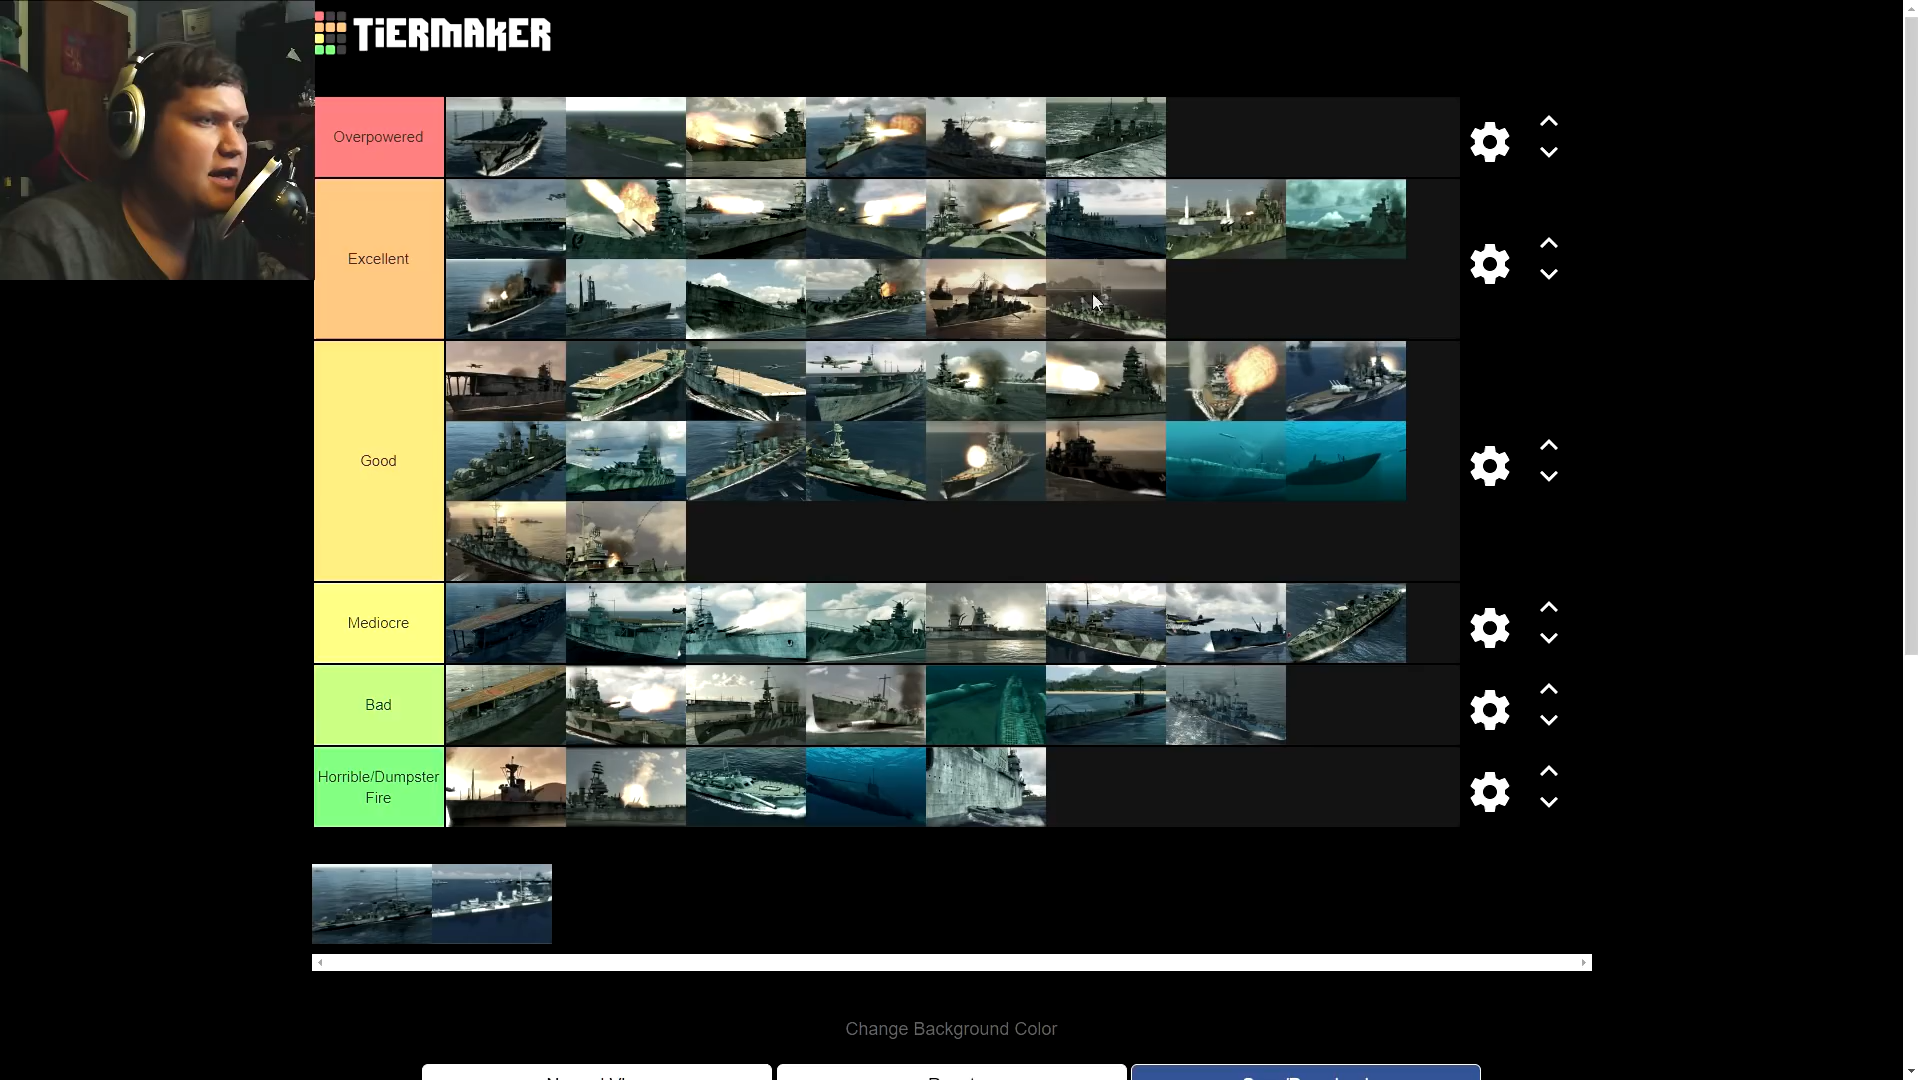 TiERMAKER
Overpowered
Excellent
Good
Mediocre
Bad
Horrible/Dumpster
Fire
Change Background Color